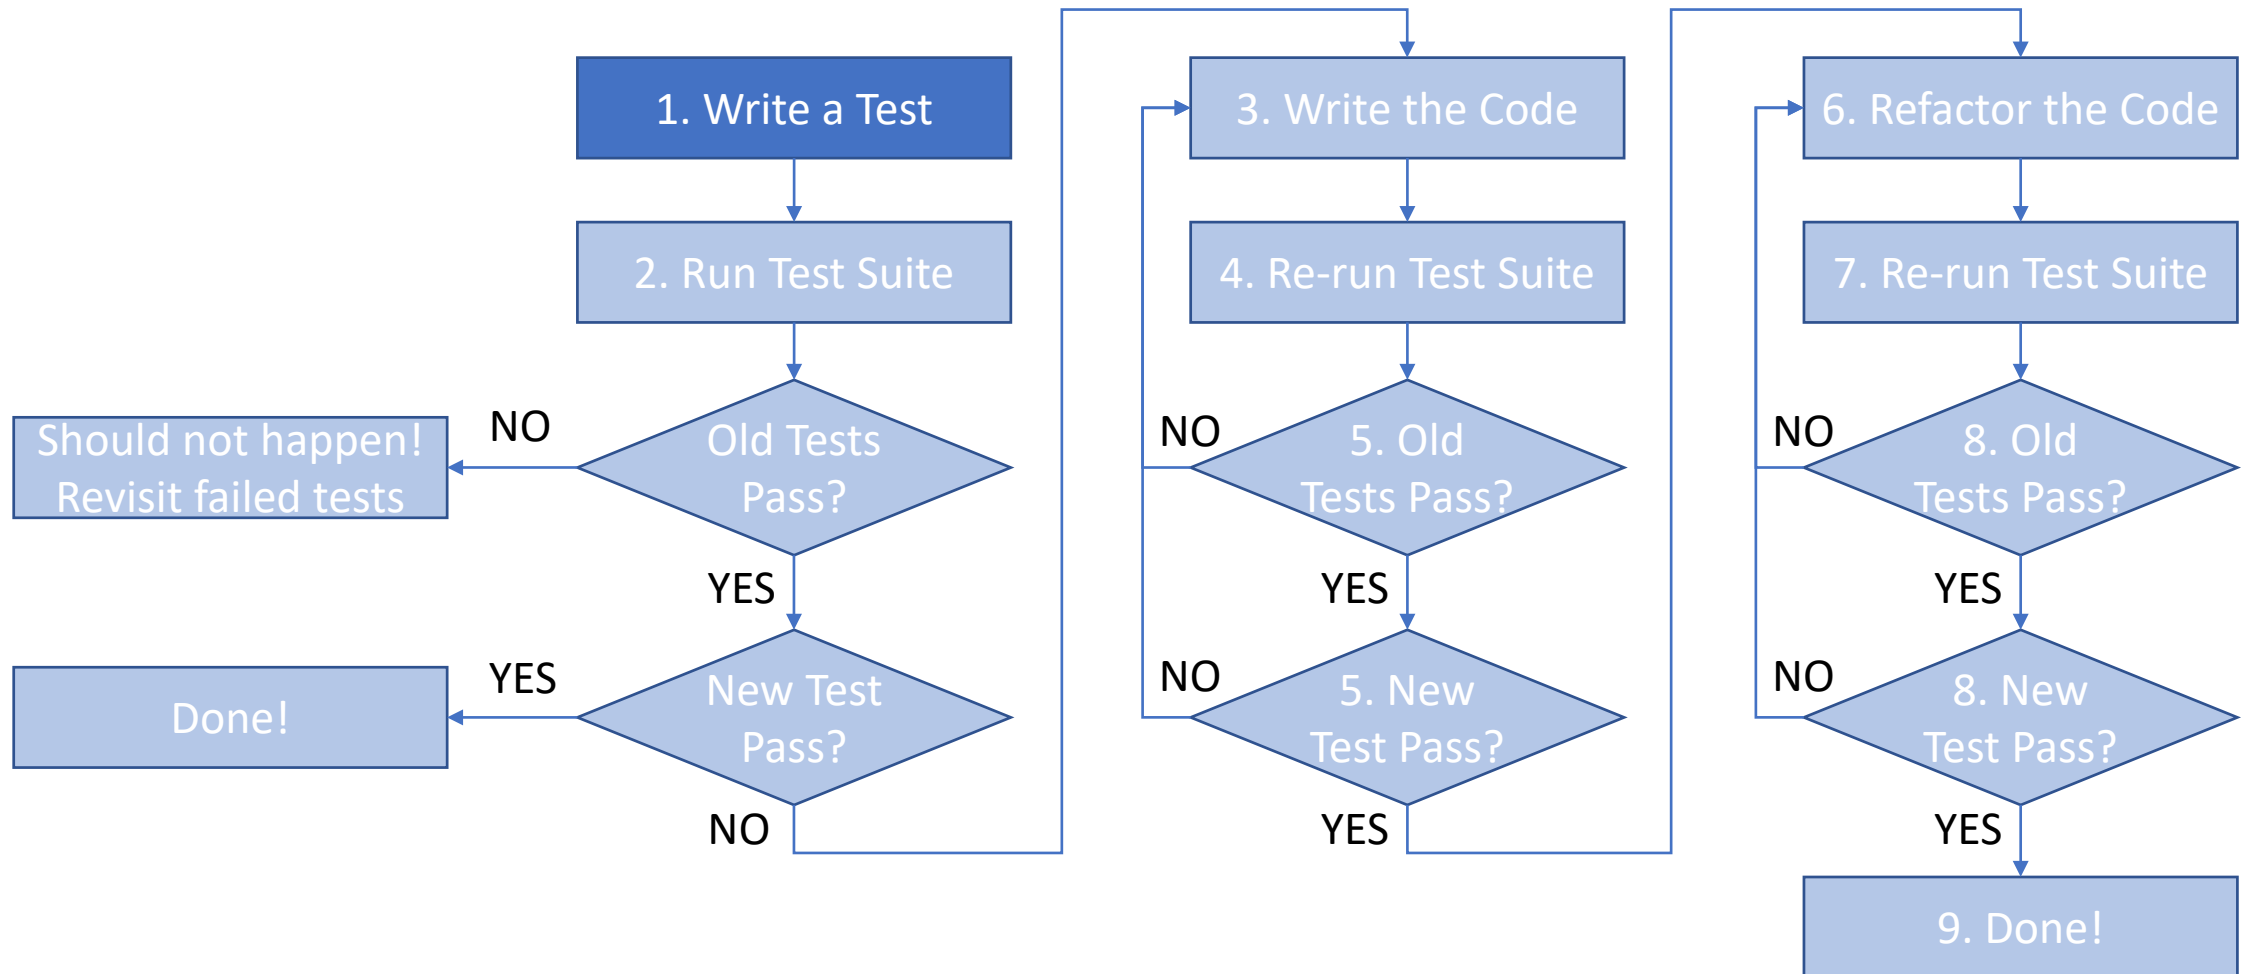 1. Write a Test
2. Run Test Suite
Old Tests
Pass?
NO
Should not happen!
Revisit failed tests
YES
New Test
Pass?
YES
Done!
NO
3. Write the Code
4. Re-run Test Suite
5. Old
Tests Pass?
NO
YES
5. New
Test Pass?
NO
YES
6. Refactor the Code
7. Re-run Test Suite
8. Old
Tests Pass?
NO
YES
8. New
Test Pass?
NO
YES
9. Done!